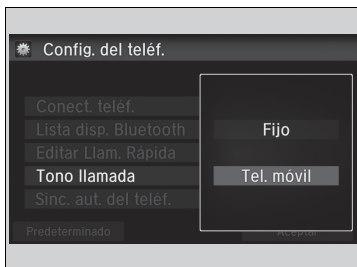 Config. del teléf.
Conect. teléf.
Lista disp. Bluetooth
Editar Llam. Rápida
Tono llamada
Sinc. aut. del teléf.
Fijo
Tel. móvil
Predeterminado
Aceptar